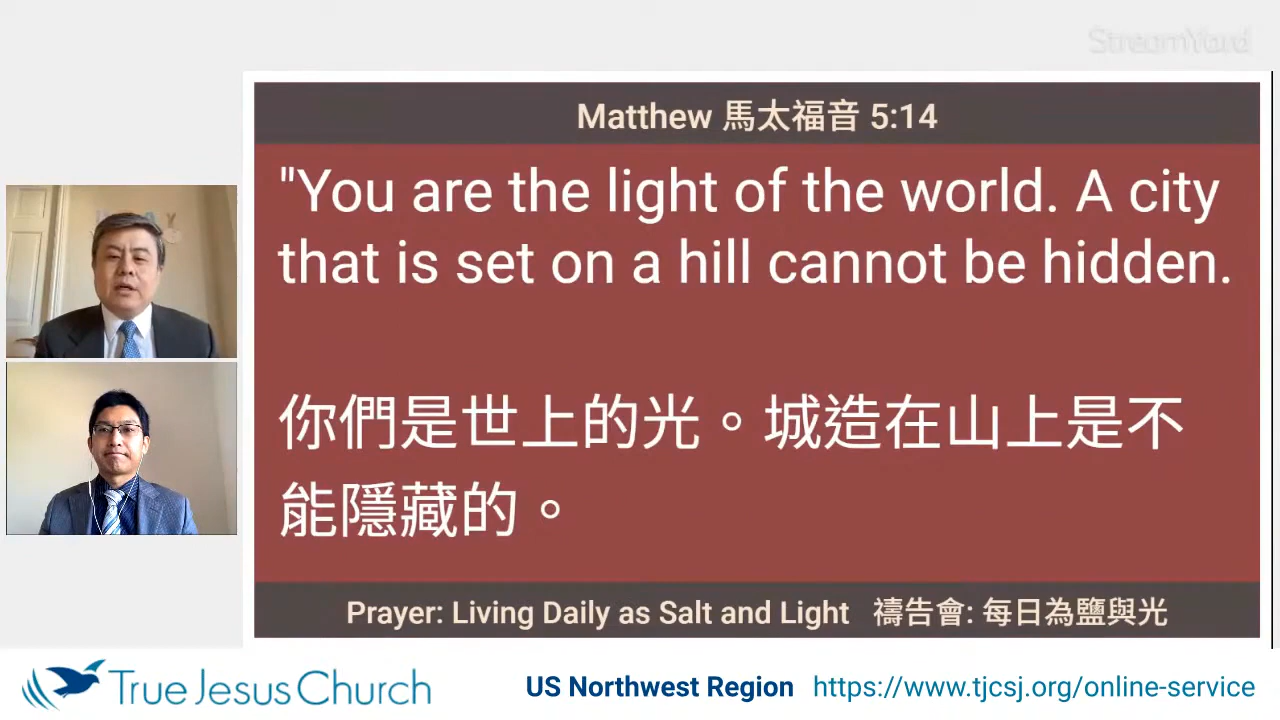 StreamYard
Matthew 馬太福音 5:14
"You are the light of the world. A city
that is set on a hill cannot be hidden.
你們是世上的光。城造在山上是不
能隱藏的。
Prayer: Living Daily as Salt and Light 禱告會: 每日為鹽與光
True Jesus Church
US Northwest Region https://www.tjcsj.org/online-service